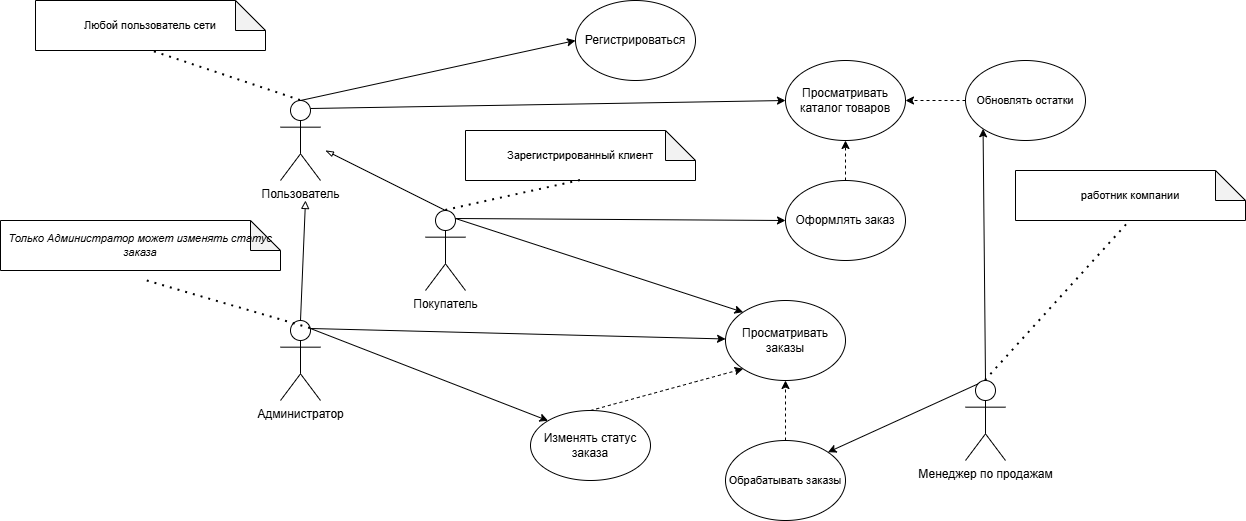 Любой пользователь сети
Регистрироваться
Просматривать
каталог товаров
Обновлять остатки
Зарегистрированный клиент
Пользователь
работник компании
Оформлять заказ
Только Администратор может изменять статус
заказа
Покупатель
Просматривать
заказы
Администратор
Изменять статус
заказа
Обрабатывать заказы
Менеджер по продажам